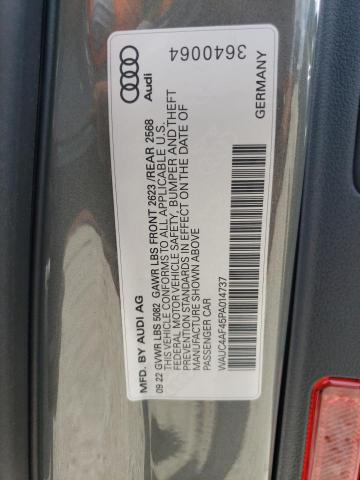 Audi
3640064
GERMANY
MFD. BY AUDI AG
09.22 GVWR LBS 5082 GAWR LBS FRONT 2623 /REAR 2568
THIS VEHICLE CONFORMS TO ALL APPLICABLE U.S.
FEDERAL MOTOR VEHICLE SAFETY, BUMPER AND THEFT
PREVENTION STANDARDS IN EFFECT ON THE DATE OF
MANUFACTURE SHOWN ABOVE
PASSENGER CAR
WAUC4AF45PA014737